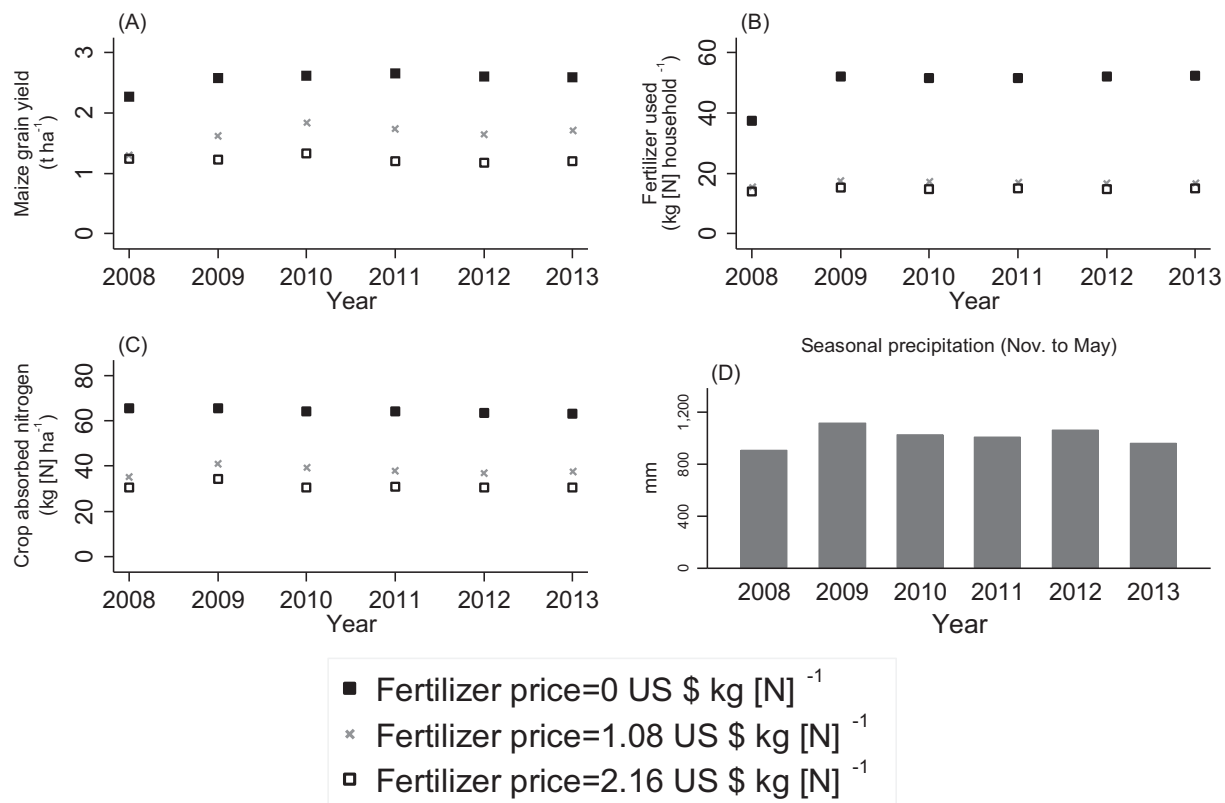 (A)
Maize grain yield
(t ha⁻¹)
3
2
1
0
2008 2009 2010 2011 2012 2013
Year
(B)
Fertilizer used
(kg [N] household ⁻¹)
60
40
20
0
2008 2009 2010 2011 2012 2013
Year
(C)
Crop absorbed nitrogen
(kg [N] ha⁻¹)
80
60
40
20
0
2008 2009 2010 2011 2012 2013
Year
Seasonal precipitation (Nov. to May)
(D)
mm
1,200
800
400
0
2008 2009 2010 2011 2012 2013
Year
Fertilizer price=0 US $ kg [N] ⁻¹
Fertilizer price=1.08 US $ kg [N] ⁻¹
Fertilizer price=2.16 US $ kg [N] ⁻¹